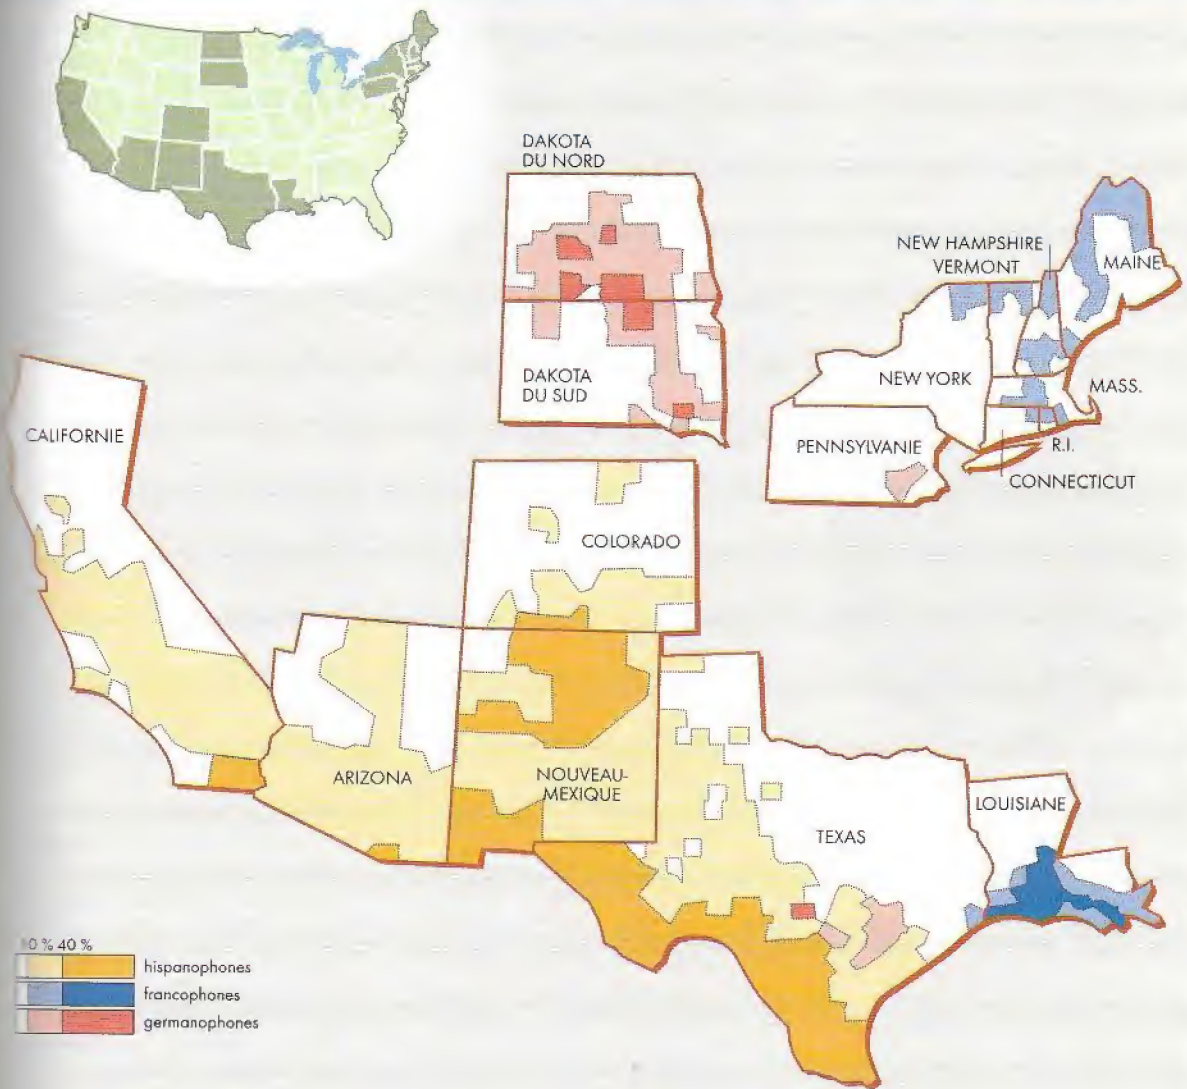 DAKOTA
DU NORD
NEW HAMPSHIRE
VERMONT
MAINE
DAKOTA
DU SUD
NEW YORK
MASS.
CALIFORNIE
PENNSYLVANIE
R.I.
CONNECTICUT
COLORADO
ARIZONA
NOUVEAU-
MEXIQUE
LOUISIANE
TEXAS
10 % 40 %
hispanophones
francophones
germanophones